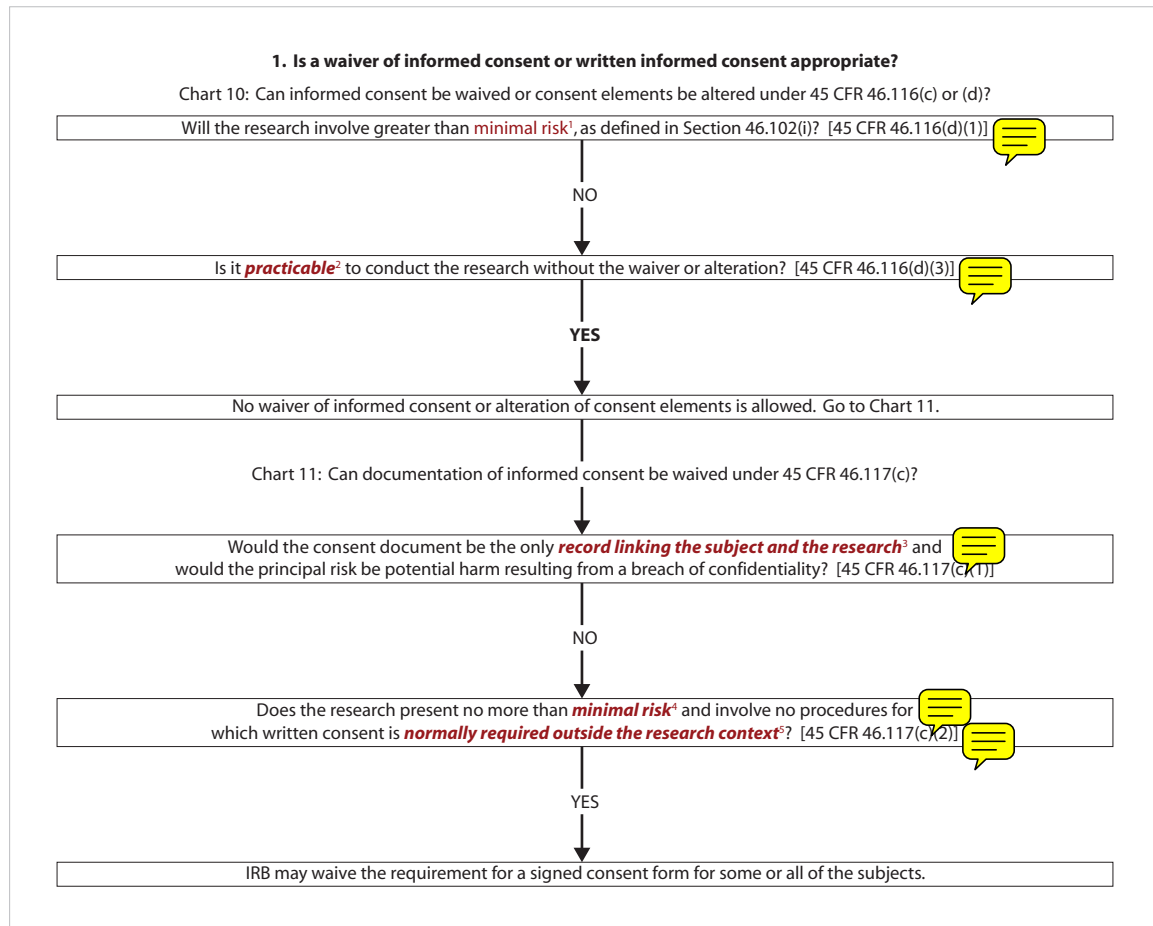 1. Is a waiver of informed consent or written informed consent appropriate?
Chart 10: Can informed consent be waived or consent elements be altered under 45 CFR 46.116(c) or (d)?
Will the research involve greater than minimal risk¹, as defined in Section 46.102(i)? [45 CFR 46.116(d)(1)]
NO
Is it practicable² to conduct the research without the waiver or alteration? [45 CFR 46.116(d)(3)]
YES
No waiver of informed consent or alteration of consent elements is allowed. Go to Chart 11.
Chart 11: Can documentation of informed consent be waived under 45 CFR 46.117(c)?
Would the consent document be the only record linking the subject and the research³ and
would the principal risk be potential harm resulting from a breach of confidentiality? [45 CFR 46.117(c)(1)]
NO
Does the research present no more than minimal risk⁴ and involve no procedures for
which written consent is normally required outside the research context⁵? [45 CFR 46.117(c)(2)]
YES
IRB may waive the requirement for a signed consent form for some or all of the subjects.